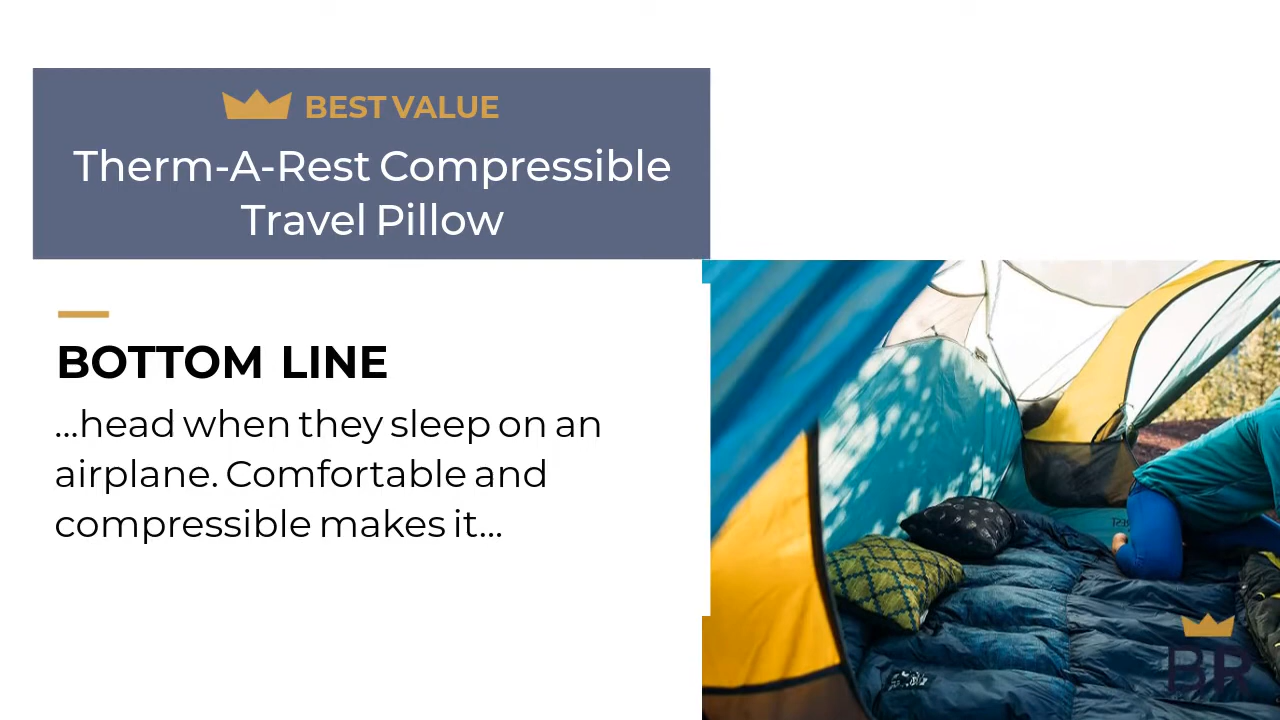 BEST VALUE
Therm-A-Rest Compressible
Travel Pillow
BOTTOM LINE
...head when they sleep on an
airplane. Comfortable and
compressible makes it...
BR